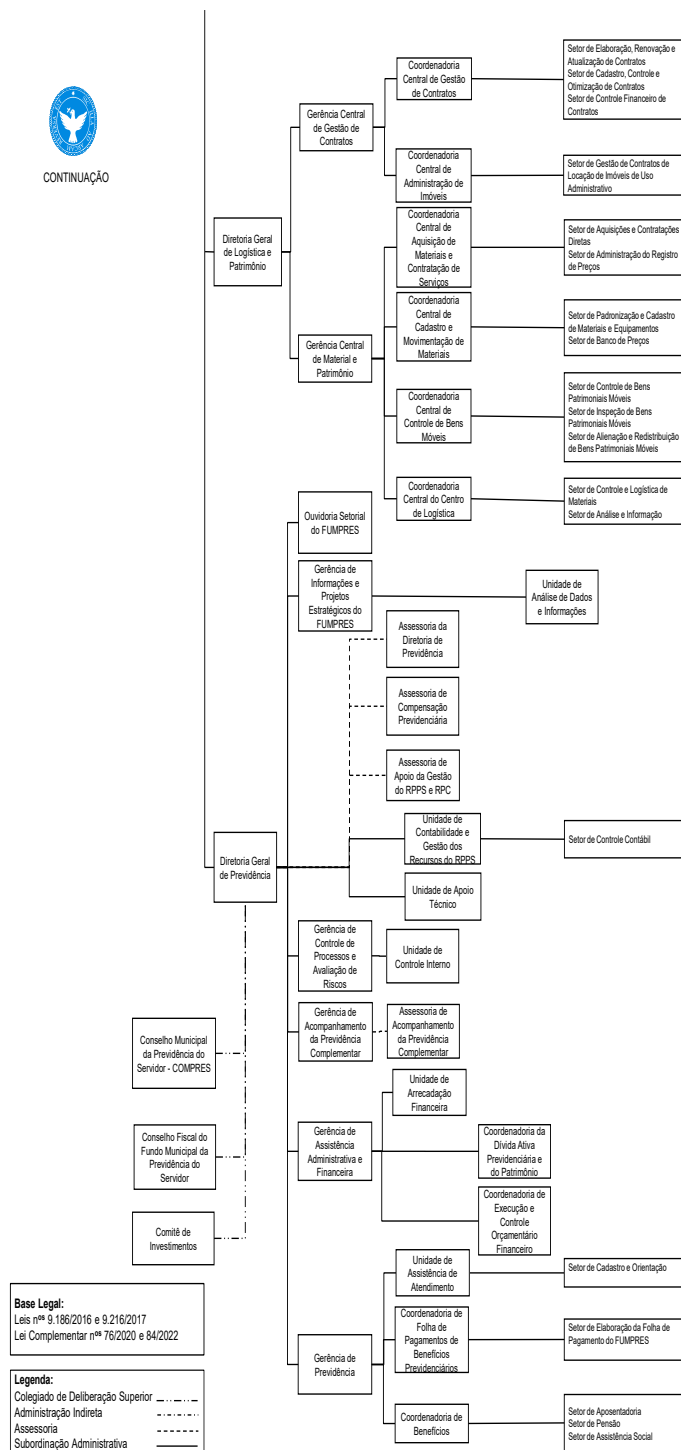 CONTINUAÇÃO
Diretoria Geral
de Logística e
Patrimônio
Gerência Central
de Gestão de
Contratos
Coordenadoria
Central de Gestão
de Contratos
Setor de Elaboração, Renovação e
Atualização de Contratos
Setor de Cadastro, Controle e
Otimização de Contratos
Setor de Controle Financeiro de
Contratos
Coordenadoria
Central de
Administração de
Imóveis
Setor de Gestão de Contratos de
Locação de Imóveis de Uso
Administrativo
Gerência Central
de Material e
Patrimônio
Coordenadoria
Central de
Aquisição de
Materiais e
Contratação de
Serviços
Setor de Aquisições e Contratações
Diretas
Setor de Administração do Registro
de Preços
Coordenadoria
Central de
Cadastro e
Movimentação de
Materiais
Setor de Padronização e Cadastro
de Materiais e Equipamentos
Setor de Banco de Preços
Coordenadoria
Central de
Controle de Bens
Móveis
Setor de Controle de Bens
Patrimoniais Móveis
Setor de Inspeção de Bens
Patrimoniais Móveis
Setor de Alienação e Redistribuição
de Bens Patrimoniais Móveis
Coordenadoria
Central do Centro
de Logística
Setor de Controle e Logística de
Materiais
Setor de Análise e Informação
Diretoria Geral
de Previdência
Ouvidoria Setorial
do FUMPRES
Gerência de
Informações e
Projetos
Estratégicos do
FUMPRES
Unidade de
Análise de Dados
e Informações
Assessoria da
Diretoria de
Previdência
Assessoria de
Compensação
Previdenciária
Assessoria de
Apoio da Gestão
do RPPS e RPC
Unidade de
Contabilidade e
Gestão dos
Recursos do RPPS
Setor de Controle Contábil
Unidade de Apoio
Técnico
Gerência de
Controle de
Processos e
Avaliação de
Riscos
Unidade de
Controle Interno
Gerência de
Acompanhamento
da Previdência
Complementar
Assessoria de
Acompanhamento
da Previdência
Complementar
Conselho Municipal
da Previdência do
Servidor - COMPRES
Conselho Fiscal do
Fundo Municipal da
Previdência do
Servidor
Comitê de
Investimentos
Gerência de
Assistência
Administrativa e
Financeira
Unidade de
Arrecadação
Financeira
Coordenadoria da
Dívida Ativa
Previdenciária e
do Patrimônio
Coordenadoria de
Execução e
Controle
Orçamentário
Financeiro
Gerência de
Previdência
Unidade de
Assistência de
Atendimento
Setor de Cadastro e Orientação
Coordenadoria de
Folha de
Pagamentos de
Benefícios
Previdenciários
Setor de Elaboração da Folha de
Pagamento do FUMPRES
Coordenadoria de
Benefícios
Setor de Aposentadoria
Setor de Pensão
Setor de Assistência Social
Base Legal:
Leis nºs 9.186/2016 e 9.216/2017
Lei Complementar nºs 76/2020 e 84/2022
Legenda:
Colegiado de Deliberação Superior
Administração Indireta
Assessoria
Subordinação Administrativa